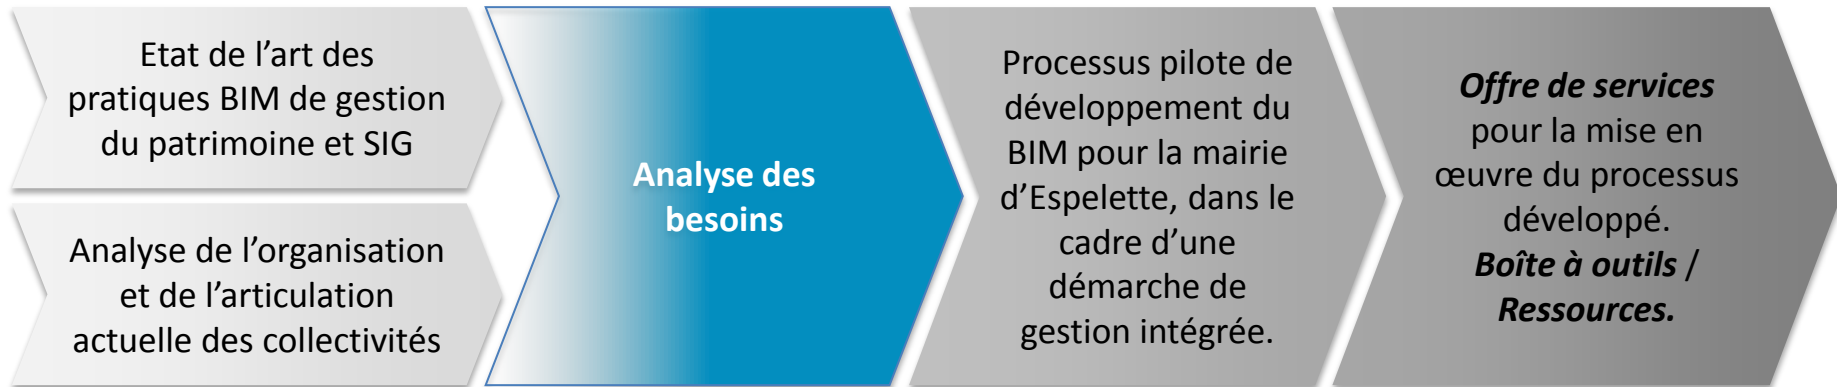 Etat de l’art des
pratiques BIM de gestion
du patrimoine et SIG
Analyse de l’organisation
et de l’articulation
actuelle des collectivités
Analyse des
besoins
Processus pilote de
développement du
BIM pour la mairie
d’Espelette, dans le
cadre d’une
démarche de
gestion intégrée.
Offre de services
pour la mise en
œuvre du processus
développé.
Boîte à outils /
Ressources.